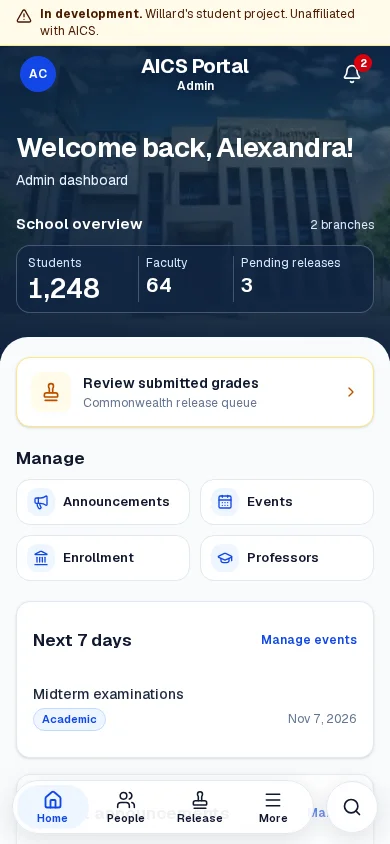 In development. Willard's student project. Unaffiliated
with AICS.
AC
AICS Portal
Admin
2
Welcome back, Alexandra!
Admin dashboard
School overview
2 branches
Students
Faculty
Pending releases
1,248
64
3
Review submitted grades
Commonwealth release queue
Manage
Announcements
Events
Enrollment
Professors
Next 7 days
Manage events
Midterm examinations
Academic
Nov 7, 2026
Home
People
Release
More